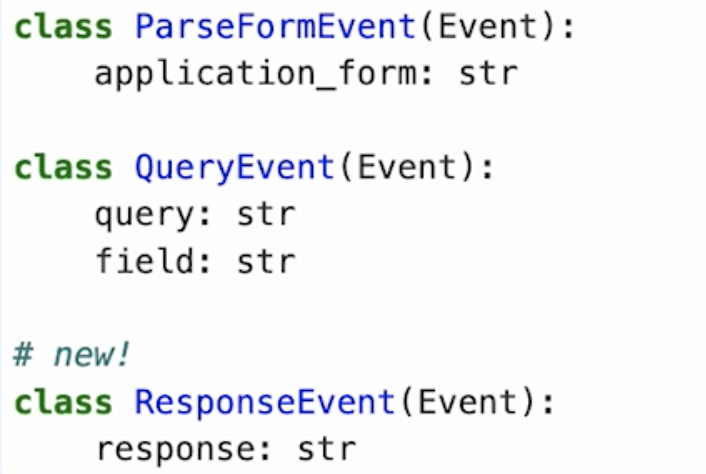 class ParseFormEvent(Event):
    application_form: str
class QueryEvent(Event):
    query: str
    field: str
# new!
class ResponseEvent(Event):
    response: str